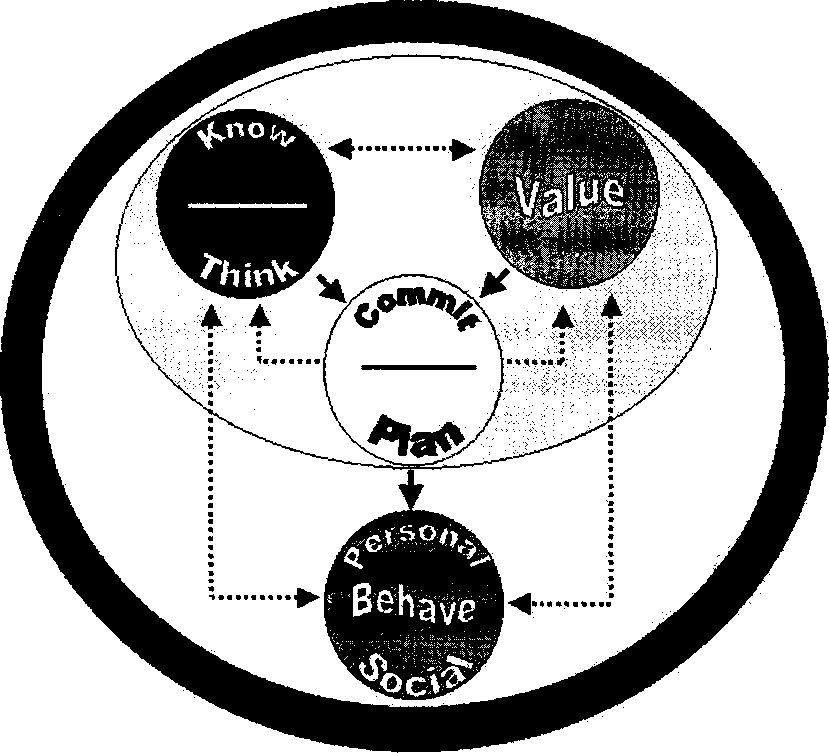 Know
Think
Value
Commit
Plan
Personal
Behave
Social